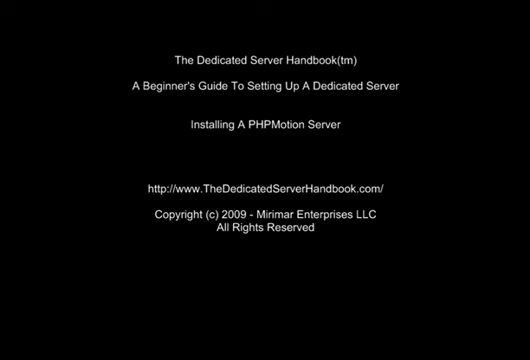 The Dedicated Server Handbook(tm)
A Beginner's Guide To Setting Up A Dedicated Server
Installing A PHPMotion Server
http://www.TheDedicatedServerHandbook.com/
Copyright (c) 2009 - Mirimar Enterprises LLC
All Rights Reserved